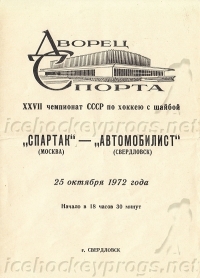 ДВОРЕЦ
СПОРТА
XXVII чемпионат СССР по хоккею с шайбой
„СПАРТАК“ — „АВТОМОБИЛИСТ“
(МОСКВА) (СВЕРДЛОВСК)
25 октября 1972 года
Начало в 18 часов 30 минут
г. СВЕРДЛОВСК
icehockeyprogs.net